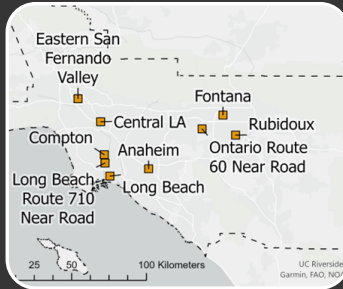 Eastern San
Fernando
Valley
Central LA
Fontana
Compton
Anaheim
Rubidoux
Ontario Route
60 Near Road
Long Beach
Route 710
Near Road
Long Beach
25 50 100 Kilometers
UC Riverside
Garmin, FAO, NOA